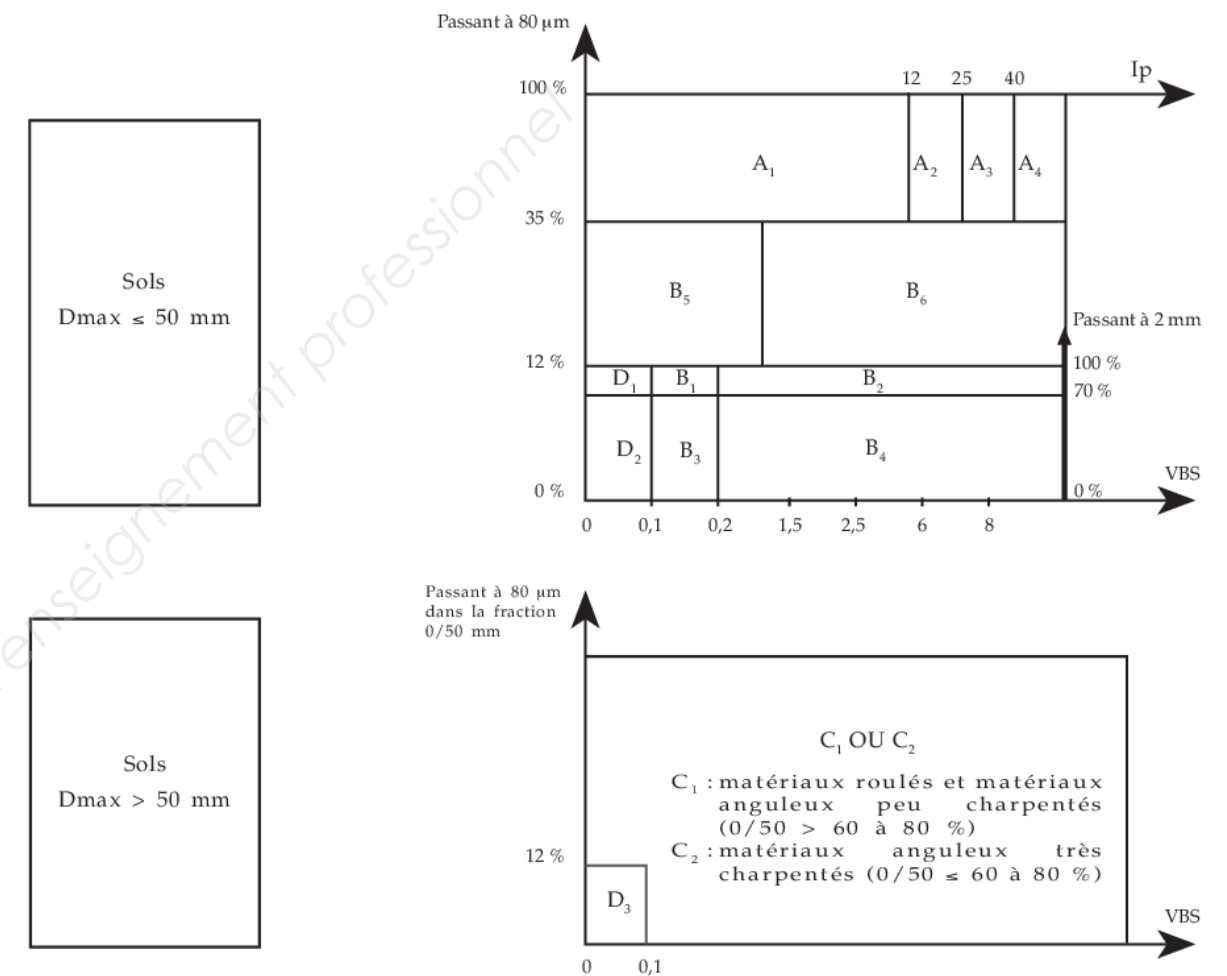 Passant à 80 µm
100 %
12 25 40 Ip
A1 A2 A3 A4
35 %
Sols
Dmax ≤ 50 mm
B5 B6
Passant à 2 mm
12 %
100 %
D1 B1 B2
70 %
D2 B3 B4
VBS
0 %
0 %
0 0,1 0,2 1,5 2,5 6 8
Passant à 80 µm
dans la fraction
0/50 mm
Sols
Dmax > 50 mm
C1 OU C2
C1 : matériaux roulés et matériaux
anguleux peu charpentés
(0/50 > 60 à 80 %)
C2 : matériaux anguleux très
charpentés (0/50 ≤ 60 à 80 %)
12 %
D3
VBS
0 0,1
enseignement professionnel